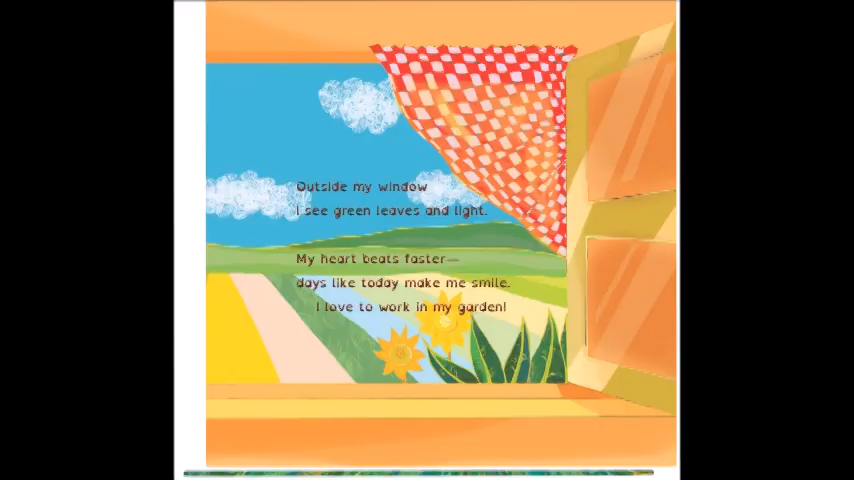 Outside my window
I see green leaves and light.
My heart beats faster—
days like today make me smile.
I love to work in my garden!